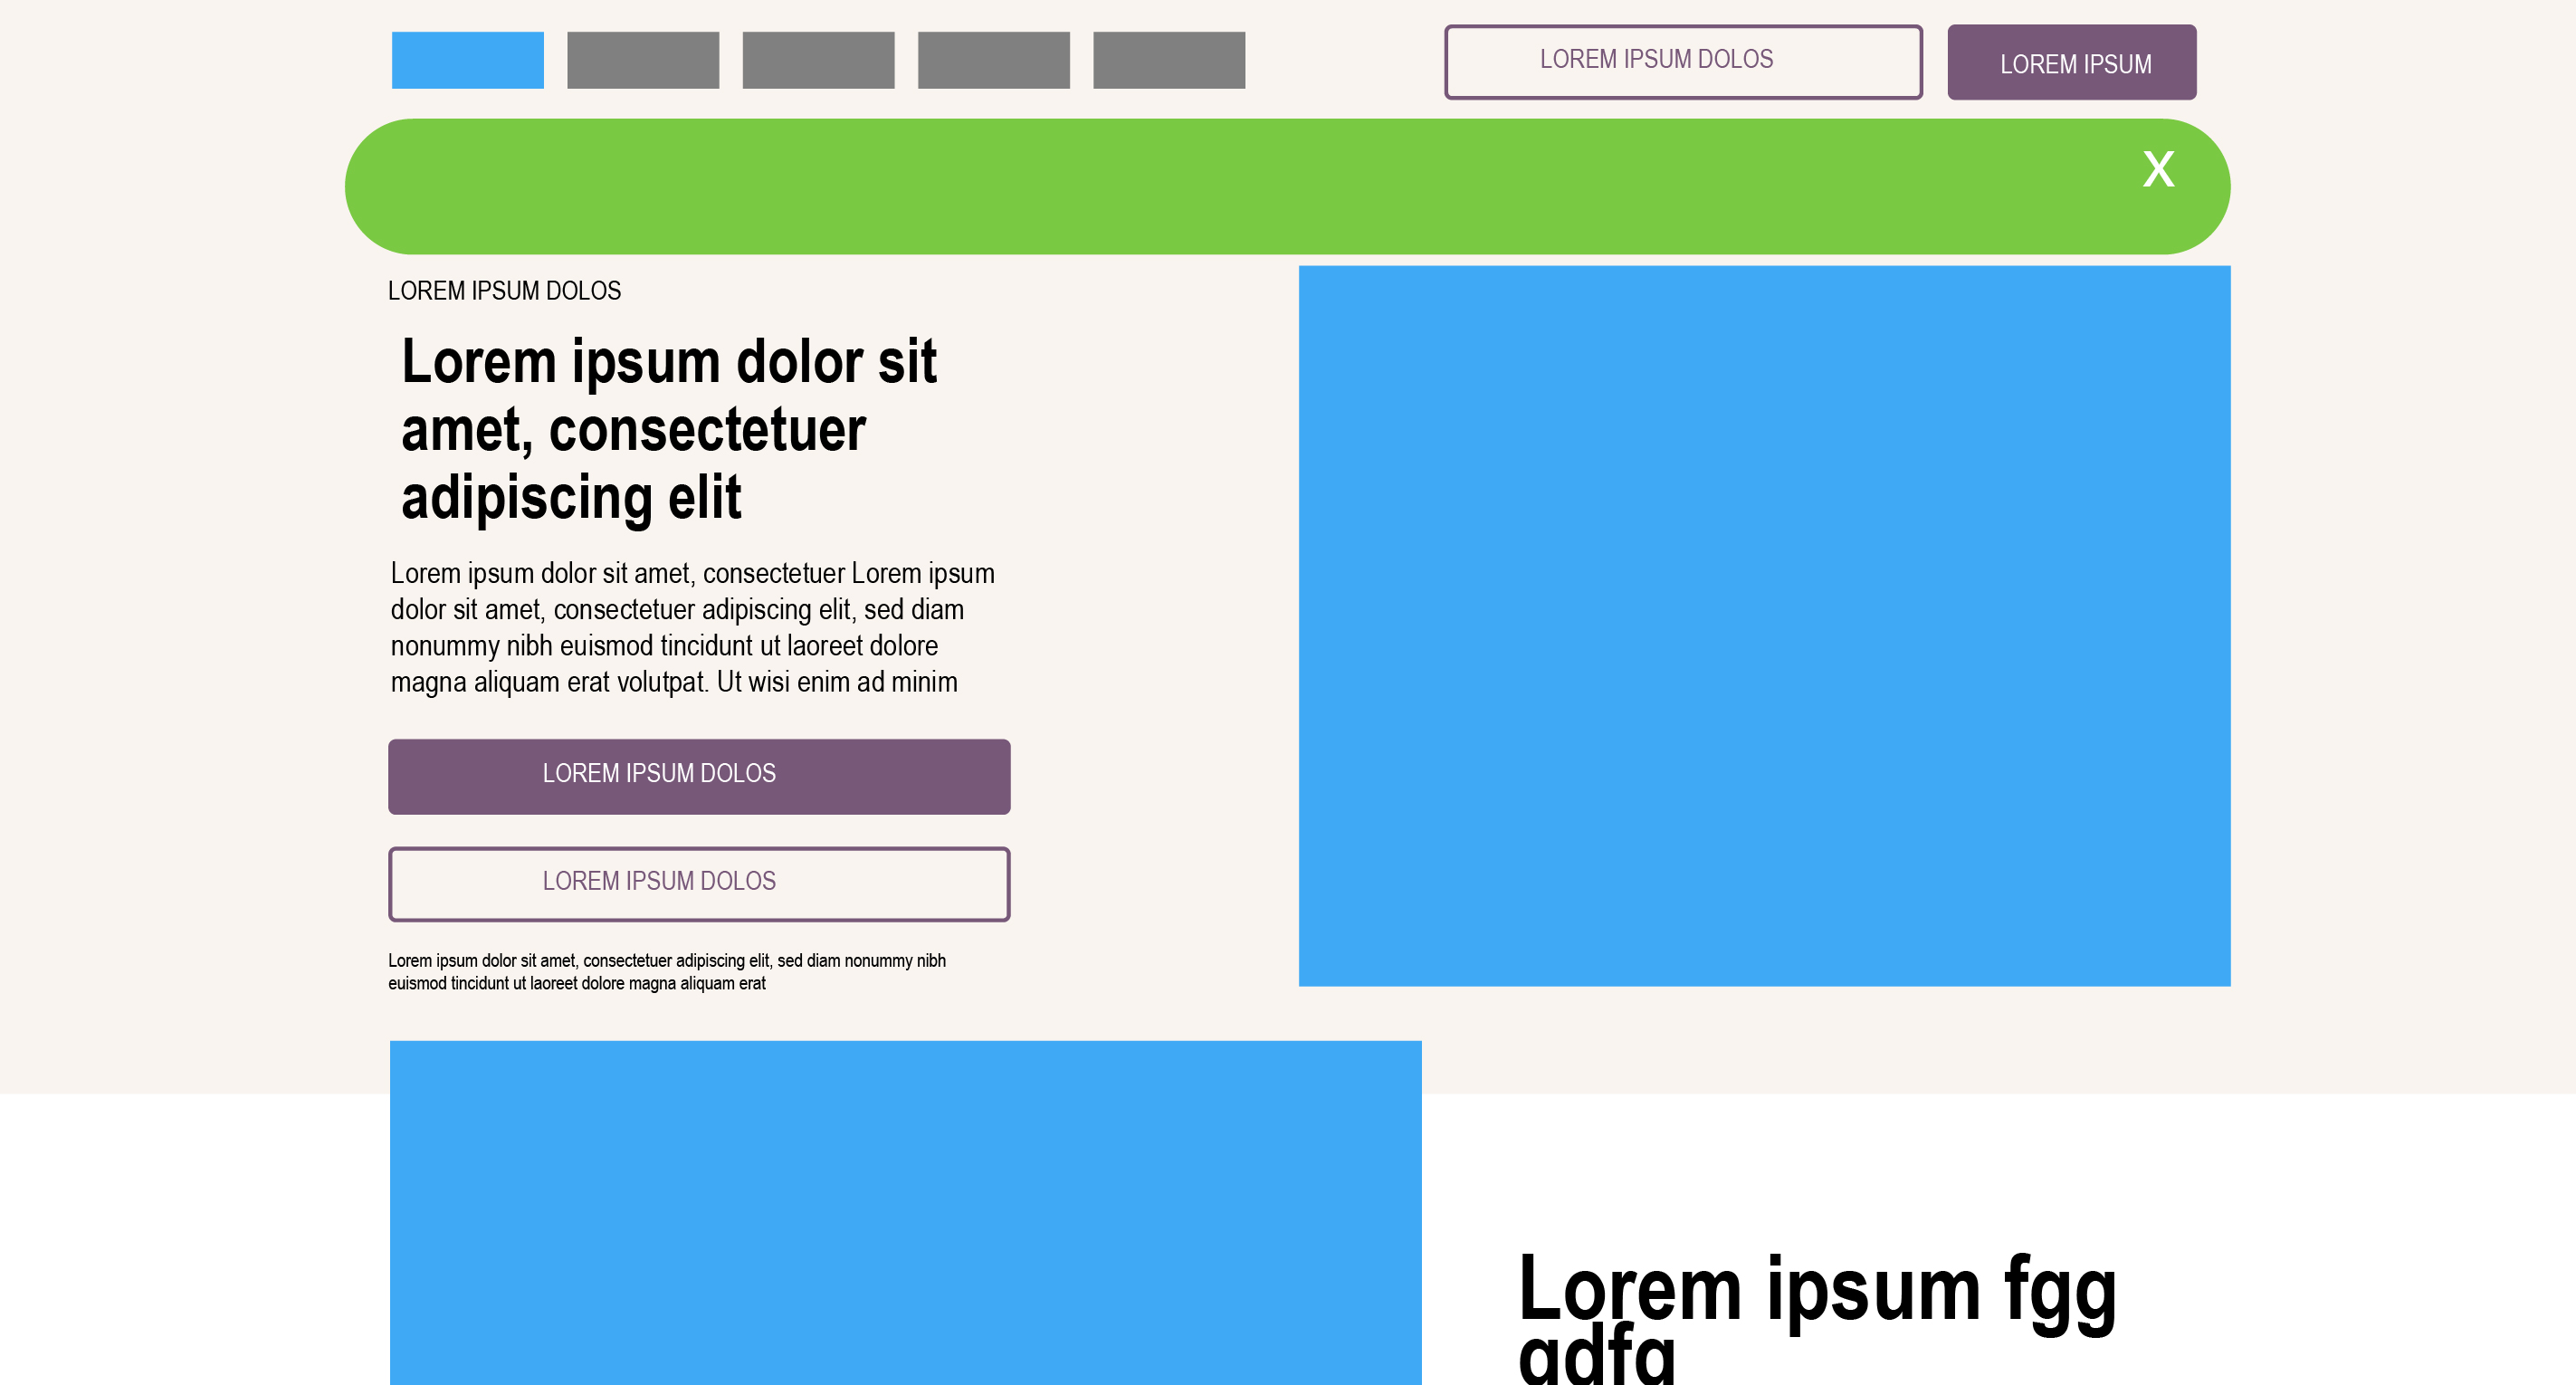 LOREM IPSUM DOLOS
LOREM IPSUM
X
LOREM IPSUM DOLOS
Lorem ipsum dolor sit
amet, consectetuer
adipiscing elit
Lorem ipsum dolor sit amet, consectetuer Lorem ipsum
dolor sit amet, consectetuer adipiscing elit, sed diam
nonummy nibh euismod tincidunt ut laoreet dolore
magna aliquam erat volutpat. Ut wisi enim ad minim
LOREM IPSUM DOLOS
LOREM IPSUM DOLOS
Lorem ipsum dolor sit amet, consectetuer adipiscing elit, sed diam nonummy nibh
euismod tincidunt ut laoreet dolore magna aliquam erat
Lorem ipsum fgg